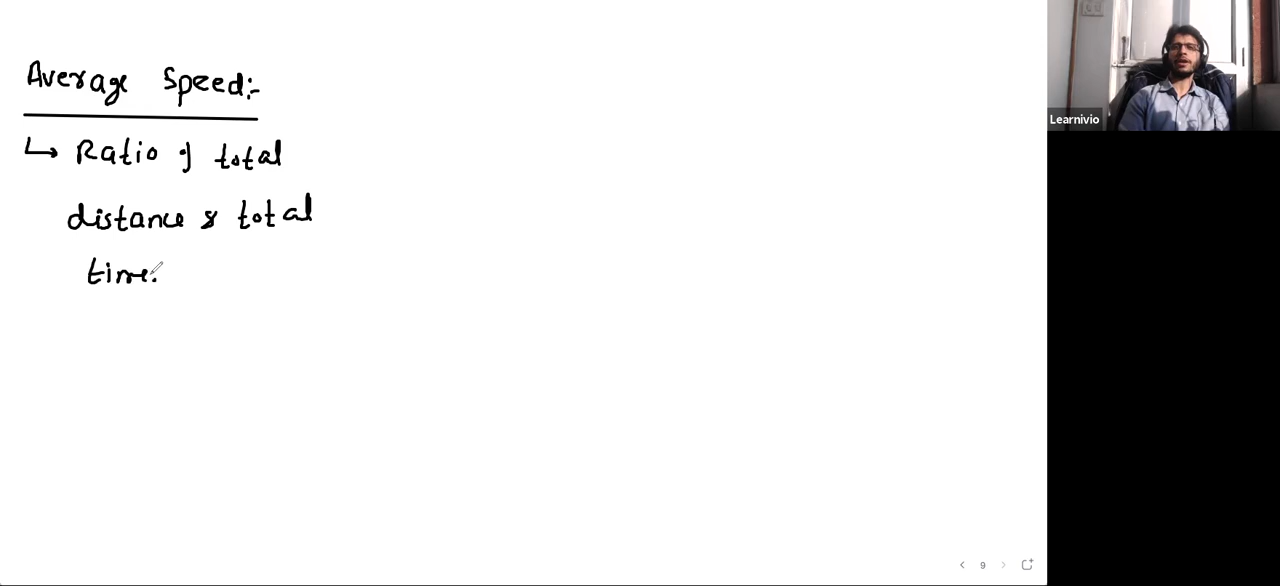 Average Speed:-
↳ Ratio of total
distance & total
time.
Learnivio
9